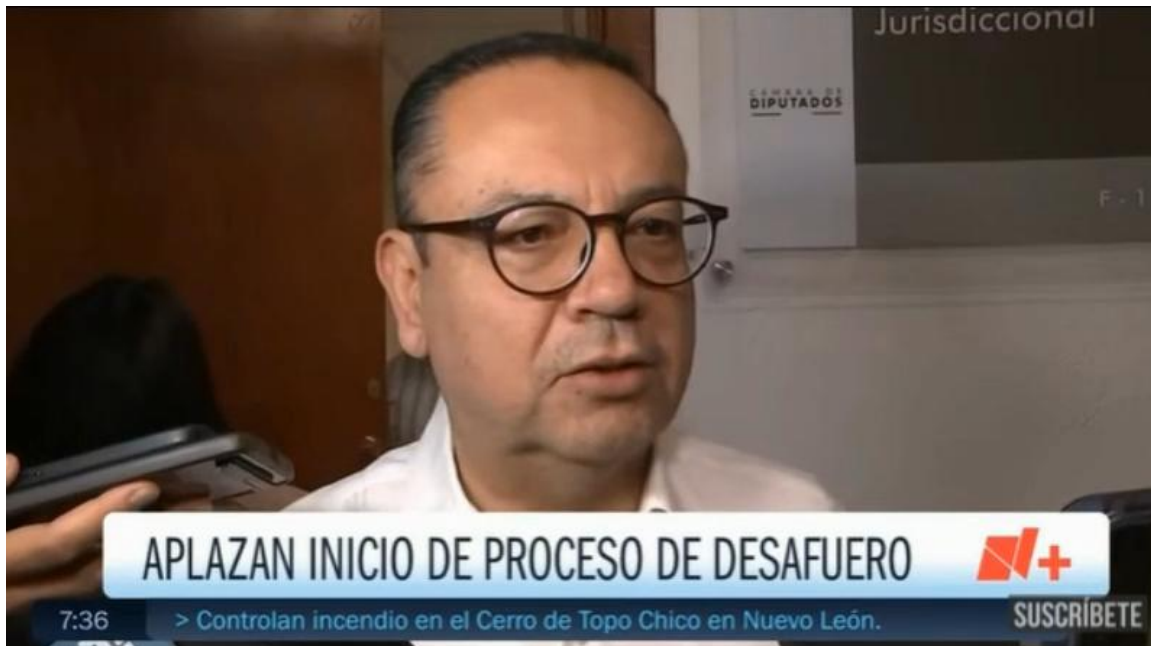 Jurisdiccional
CÁMARA DE
DIPUTADOS
F - 1
APLAZAN INICIO DE PROCESO DE DESAFUERO
N+
7:36
> Controlan incendio en el Cerro de Topo Chico en Nuevo León.
SUSCRÍBETE